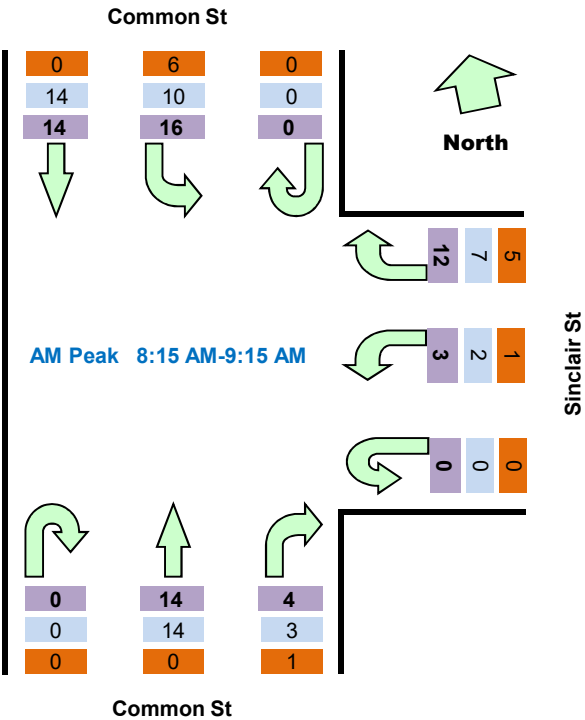 Common St
0 6 0
14 10 0
14 16 0
North
12 7 5
3 2 1
0 0 0
Sinclair St
AM Peak 8:15 AM-9:15 AM
0 14 4
0 14 3
0 0 1
Common St